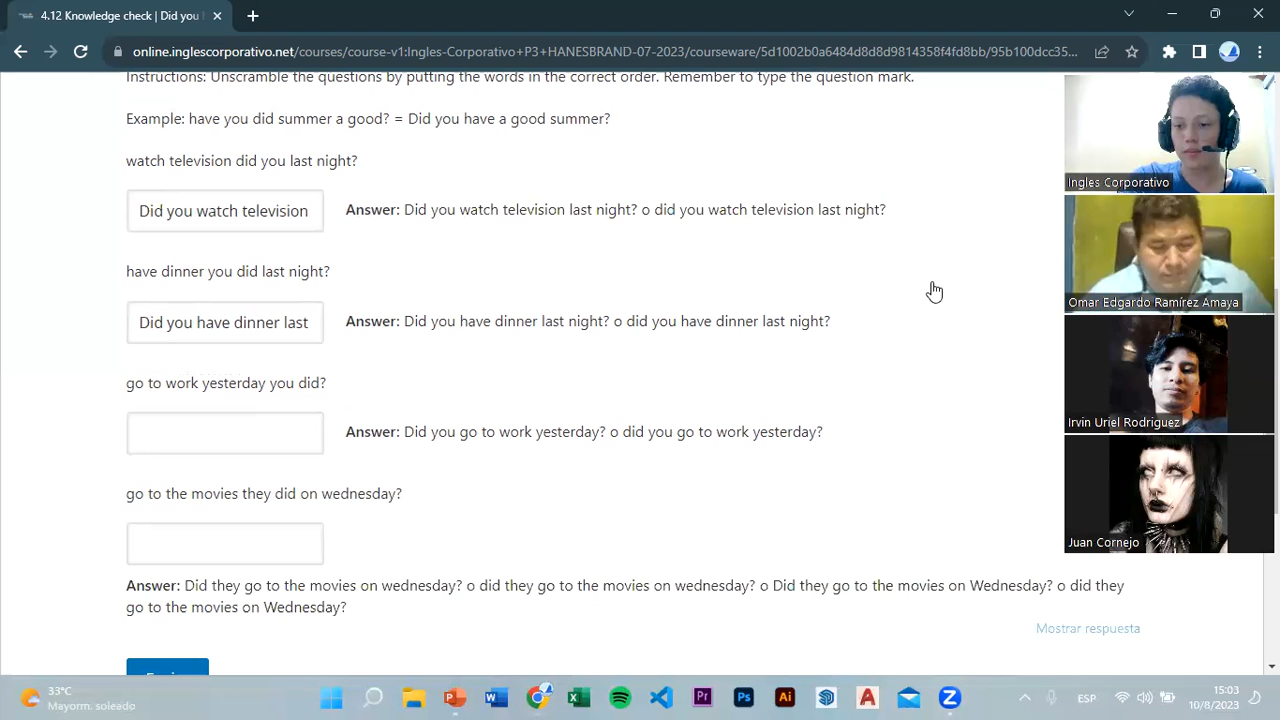 4.12 Knowledge check | Did you h
online.inglescorporativo.net/courses/course-v1:Ingles-Corporativo+P3+HANESBRAND-07-2023/courseware/5d1002b0a6484d8d8d9814358f4fd8bb/95b100dcc35...
Instructions: Unscramble the questions by putting the words in the correct order. Remember to type the question mark.
Example: have you did summer a good? = Did you have a good summer?
watch television did you last night?
Did you watch television
Answer: Did you watch television last night? o did you watch television last night?
have dinner you did last night?
Did you have dinner last
Answer: Did you have dinner last night? o did you have dinner last night?
go to work yesterday you did?
Answer: Did you go to work yesterday? o did you go to work yesterday?
go to the movies they did on wednesday?
Answer: Did they go to the movies on wednesday? o did they go to the movies on wednesday? o Did they go to the movies on Wednesday? o did they
go to the movies on Wednesday?
Mostrar respuesta
Ingles Corporativo
Omar Edgardo Ramírez Amaya
Irvin Uriel Rodriguez
Juan Cornejo
33°C
Mayorm. soleado
ESP
15:03
10/8/2023